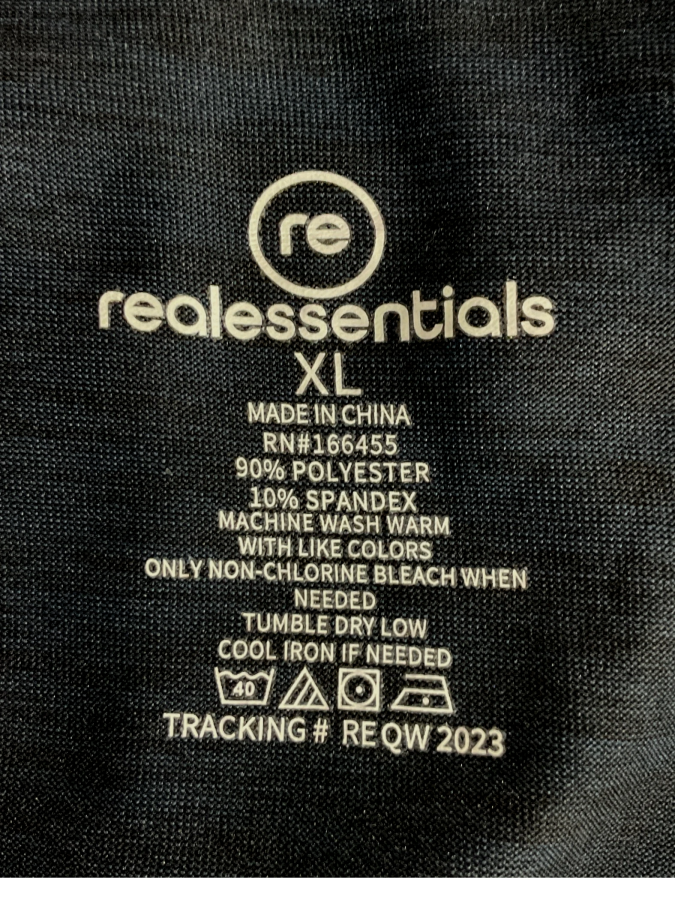 re
realessentials
XL
MADE IN CHINA
RN#166455
90% POLYESTER
10% SPANDEX
MACHINE WASH WARM
WITH LIKE COLORS
ONLY NON-CHLORINE BLEACH WHEN
NEEDED
TUMBLE DRY LOW
COOL IRON IF NEEDED
40
TRACKING # REQW 2023